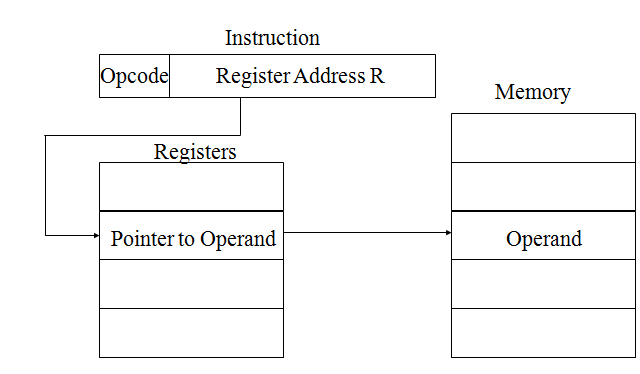 Instruction
Opcode Register Address R
Memory
Registers
Pointer to Operand
Operand